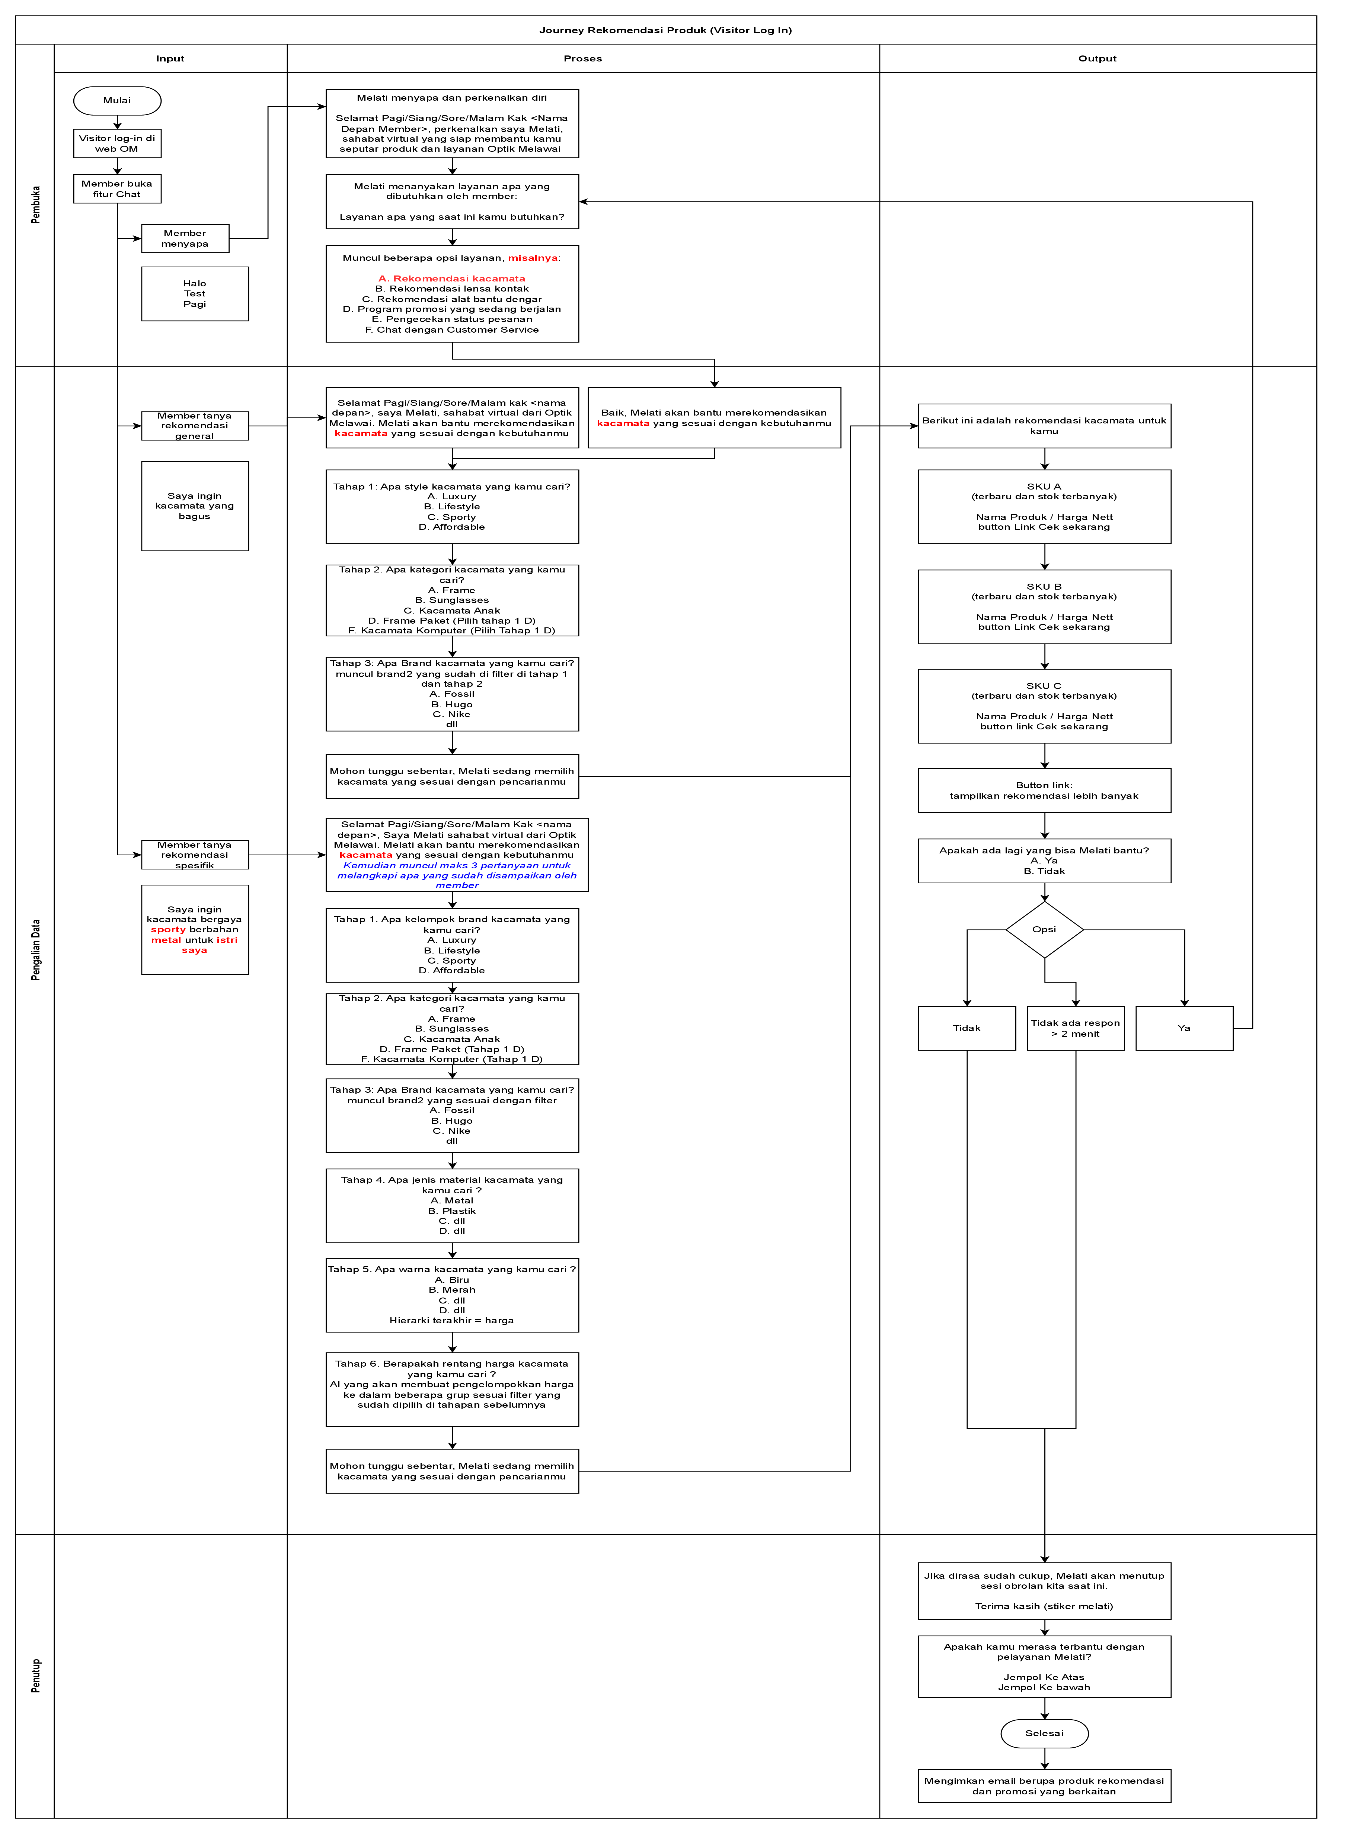 Journey Rekomendasi Produk (Visitor Log In)
Input
Proses
Output
Pembuka
Mulai
Visitor log-in di
web OM
Member buka
fitur Chat
Member
menyapa
Halo
Test
Pagi
Melati menyapa dan perkenalkan diri
Selamat Pagi/Siang/Sore/Malam Kak <Nama
Depan Member>, perkenalkan saya Melati,
sahabat virtual yang siap membantu kamu
seputar produk dan layanan Optik Melawai
Melati menanyakan layanan apa yang
dibutuhkan oleh member:
Layanan apa yang saat ini kamu butuhkan?
Muncul beberapa opsi layanan, misalnya:
A. Rekomendasi kacamata
B. Rekomendasi lensa kontak
C. Rekomendasi alat bantu dengar
D. Program promosi yang sedang berjalan
E. Pengecekan status pesanan
F. Chat dengan Customer Service
Pengalian Data
Member tanya
rekomendasi
general
Saya ingin
kacamata yang
bagus
Selamat Pagi/Siang/Sore/Malam kak <nama
depan>, saya Melati, sahabat virtual dari Optik
Melawai. Melati akan bantu merekomendasikan
kacamata yang sesuai dengan kebutuhanmu
Baik, Melati akan bantu merekomendasikan
kacamata yang sesuai dengan kebutuhanmu
Tahap 1: Apa style kacamata yang kamu cari?
A. Luxury
B. Lifestyle
C. Sporty
D. Affordable
Tahap 2. Apa kategori kacamata yang kamu
cari?
A. Frame
B. Sunglasses
C. Kacamata Anak
D. Frame Paket (Pilih tahap 1 D)
F. Kacamata Komputer (Pilih Tahap 1 D)
Tahap 3: Apa Brand kacamata yang kamu cari?
muncul brand2 yang sudah di filter di tahap 1
dan tahap 2
A. Fossil
B. Hugo
C. Nike
dll
Mohon tunggu sebentar, Melati sedang memilih
kacamata yang sesuai dengan pencarianmu
Member tanya
rekomendasi
spesifik
Saya ingin
kacamata bergaya
sporty berbahan
metal untuk istri
saya
Selamat Pagi/Siang/Sore/Malam Kak <nama
depan>, Saya Melati sahabat virtual dari Optik
Melawai. Melati akan bantu merekomendasikan
kacamata yang sesuai dengan kebutuhanmu
Kemudian muncul maks 3 pertanyaan untuk
melangkapi apa yang sudah disampaikan oleh
member
Tahap 1. Apa kelompok brand kacamata yang
kamu cari?
A. Luxury
B. Lifestyle
C. Sporty
D. Affordable
Tahap 2. Apa kategori kacamata yang kamu
cari?
A. Frame
B. Sunglasses
C. Kacamata Anak
D. Frame Paket (Tahap 1 D)
F. Kacamata Komputer (Tahap 1 D)
Tahap 3: Apa Brand kacamata yang kamu cari?
muncul brand2 yang sesuai dengan filter
A. Fossil
B. Hugo
C. Nike
dll
Tahap 4. Apa jenis material kacamata yang
kamu cari ?
A. Metal
B. Plastik
C. dll
D. dll
Tahap 5. Apa warna kacamata yang kamu cari ?
A. Biru
B. Merah
C. dll
D. dll
Hierarki terakhir = harga
Tahap 6. Berapakah rentang harga kacamata
yang kamu cari ?
AI yang akan membuat pengelompokkan harga
ke dalam beberapa grup sesuai filter yang
sudah dipilih di tahapan sebelumnya
Mohon tunggu sebentar, Melati sedang memilih
kacamata yang sesuai dengan pencarianmu
Berikut ini adalah rekomendasi kacamata untuk
kamu
SKU A
(terbaru dan stok terbanyak)
Nama Produk / Harga Nett
button Link Cek sekarang
SKU B
(terbaru dan stok terbanyak)
Nama Produk / Harga Nett
button Link Cek sekarang
SKU C
(terbaru dan stok terbanyak)
Nama Produk / Harga Nett
button link Cek sekarang
Button link:
tampilkan rekomendasi lebih banyak
Apakah ada lagi yang bisa Melati bantu?
A. Ya
B. Tidak
Opsi
Tidak
Tidak ada respon
> 2 menit
Ya
Penutup
Jika dirasa sudah cukup, Melati akan menutup
sesi obrolan kita saat ini.
Terima kasih (stiker melati)
Apakah kamu merasa terbantu dengan
pelayanan Melati?
Jempol Ke Atas
Jempol Ke bawah
Selesai
Mengimkan email berupa produk rekomendasi
dan promosi yang berkaitan